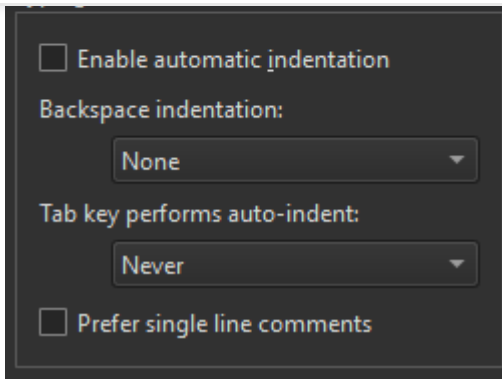 Enable automatic indentation
Backspace indentation:
None
Tab key performs auto-indent:
Never
Prefer single line comments